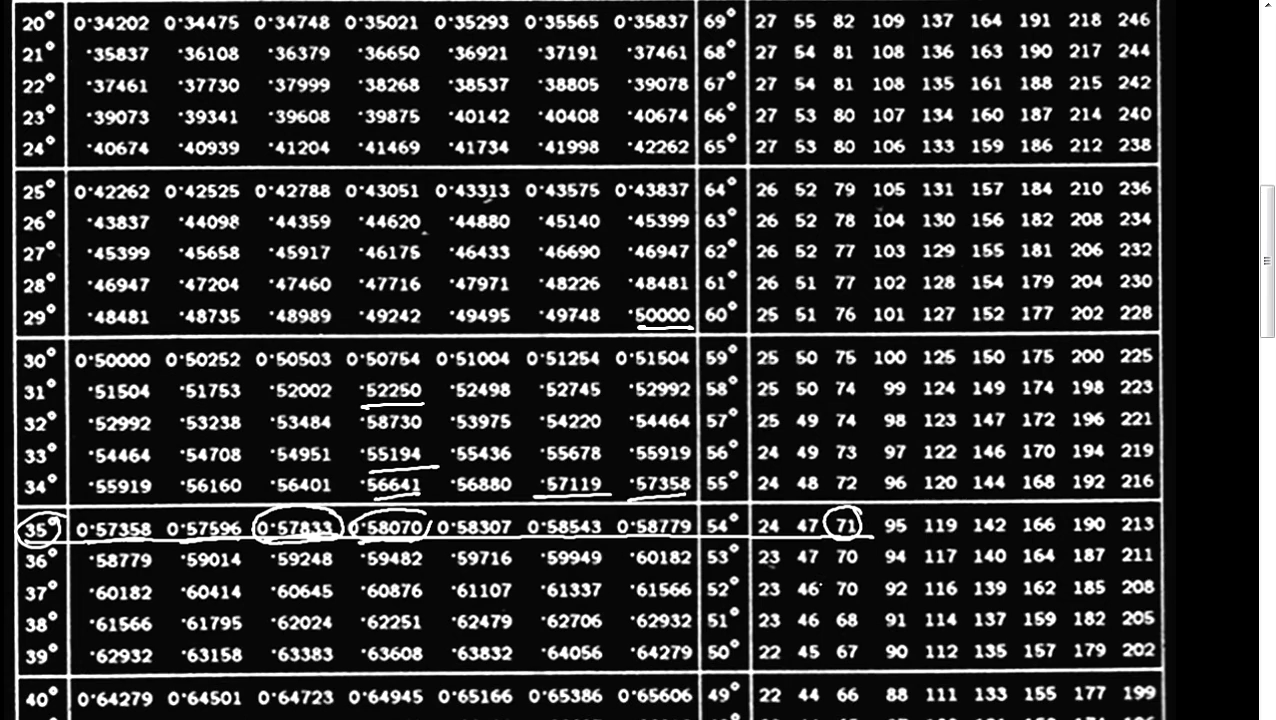 20° 0·34202 0·34475 0·34748 0·35021 0·35293 0·35565 0·35837 69° 27 55 82 109 137 164 191 218 246
21° ·35837 ·36108 ·36379 ·36650 ·36921 ·37191 ·37461 68° 27 54 81 108 136 163 190 217 244
22° ·37461 ·37730 ·37999 ·38268 ·38537 ·38805 ·39078 67° 27 54 81 108 135 161 188 215 242
23° ·39073 ·39341 ·39608 ·39875 ·40142 ·40408 ·40674 66° 27 53 80 107 134 160 187 214 240
24° ·40674 ·40939 ·41204 ·41469 ·41734 ·41998 ·42262 65° 27 53 80 106 133 159 186 212 238
25° 0·42262 0·42525 0·42788 0·43051 0·43313 0·43575 0·43837 64° 26 52 79 105 131 157 184 210 236
26° ·43837 ·44098 ·44359 ·44620 ·44880 ·45140 ·45399 63° 26 52 78 104 130 156 182 208 234
27° ·45399 ·45658 ·45917 ·46175 ·46433 ·46690 ·46947 62° 26 52 77 103 129 155 181 206 232
28° ·46947 ·47204 ·47460 ·47716 ·47971 ·48226 ·48481 61° 26 51 77 102 128 154 179 204 230
29° ·48481 ·48735 ·48989 ·49242 ·49495 ·49748 ·50000 60° 25 51 76 101 127 152 177 202 228
30° 0·50000 0·50252 0·50503 0·50754 0·51004 0·51254 0·51504 59° 25 50 75 100 125 150 175 200 225
31° ·51504 ·51753 ·52002 ·52250 ·52498 ·52745 ·52992 58° 25 50 74 99 124 149 174 198 223
32° ·52992 ·53238 ·53484 ·58730 ·53975 ·54220 ·54464 57° 25 49 74 98 123 147 172 196 221
33° ·54464 ·54708 ·54951 ·55194 ·55436 ·55678 ·55919 56° 24 49 73 97 122 146 170 194 219
34° ·55919 ·56160 ·56401 ·56641 ·56880 ·57119 ·57358 55° 24 48 72 96 120 144 168 192 216
35° 0·57358 0·57596 0·57833 0·58070 0·58307 0·58543 0·58779 54° 24 47 71 95 119 142 166 190 213
36° ·58779 ·59014 ·59248 ·59482 ·59716 ·59949 ·60182 53° 23 47 70 94 117 140 164 187 211
37° ·60182 ·60414 ·60645 ·60876 ·61107 ·61337 ·61566 52° 23 46 70 92 116 139 162 185 208
38° ·61566 ·61795 ·62024 ·62251 ·62479 ·62706 ·62932 51° 23 46 68 91 114 137 159 182 205
39° ·62932 ·63158 ·63383 ·63608 ·63832 ·64056 ·64279 50° 22 45 67 90 112 135 157 179 202
40° 0·64279 0·64501 0·64723 0·64945 0·65166 0·65386 0·65606 49° 22 44 66 88 111 133 155 177 199